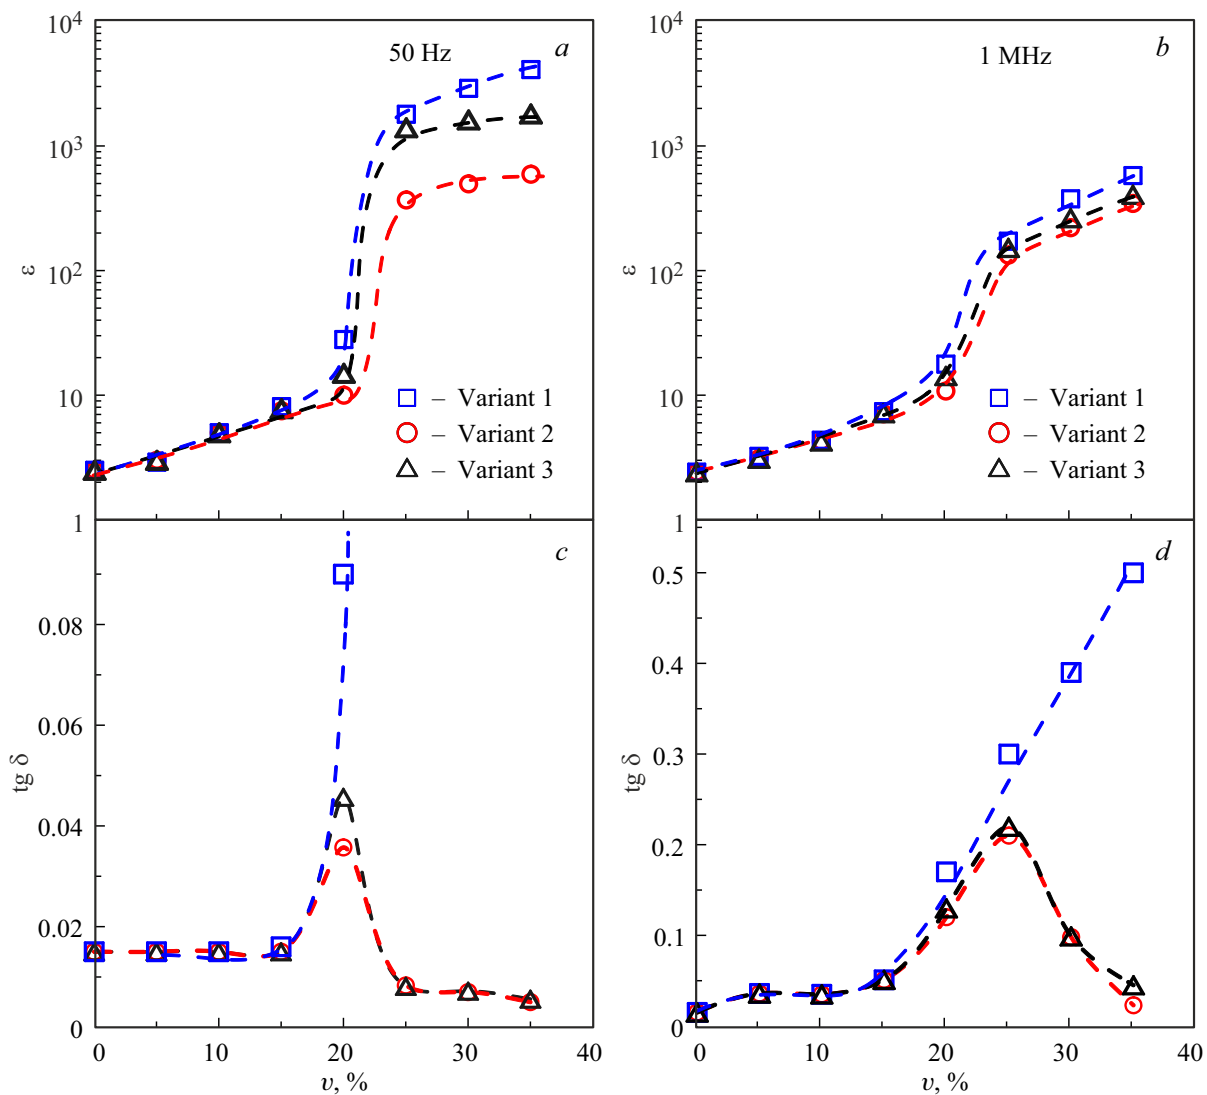 10⁴
10³
10²
10
ε
50 Hz
a
– Variant 1
– Variant 2
– Variant 3
10⁴
10³
10²
10
ε
1 MHz
b
– Variant 1
– Variant 2
– Variant 3
1
0.08
0.06
0.04
0.02
0
tg δ
c
0 10 20 30 40
υ, %
1
0.5
0.4
0.3
0.2
0.1
0
tg δ
d
0 10 20 30 40
υ, %